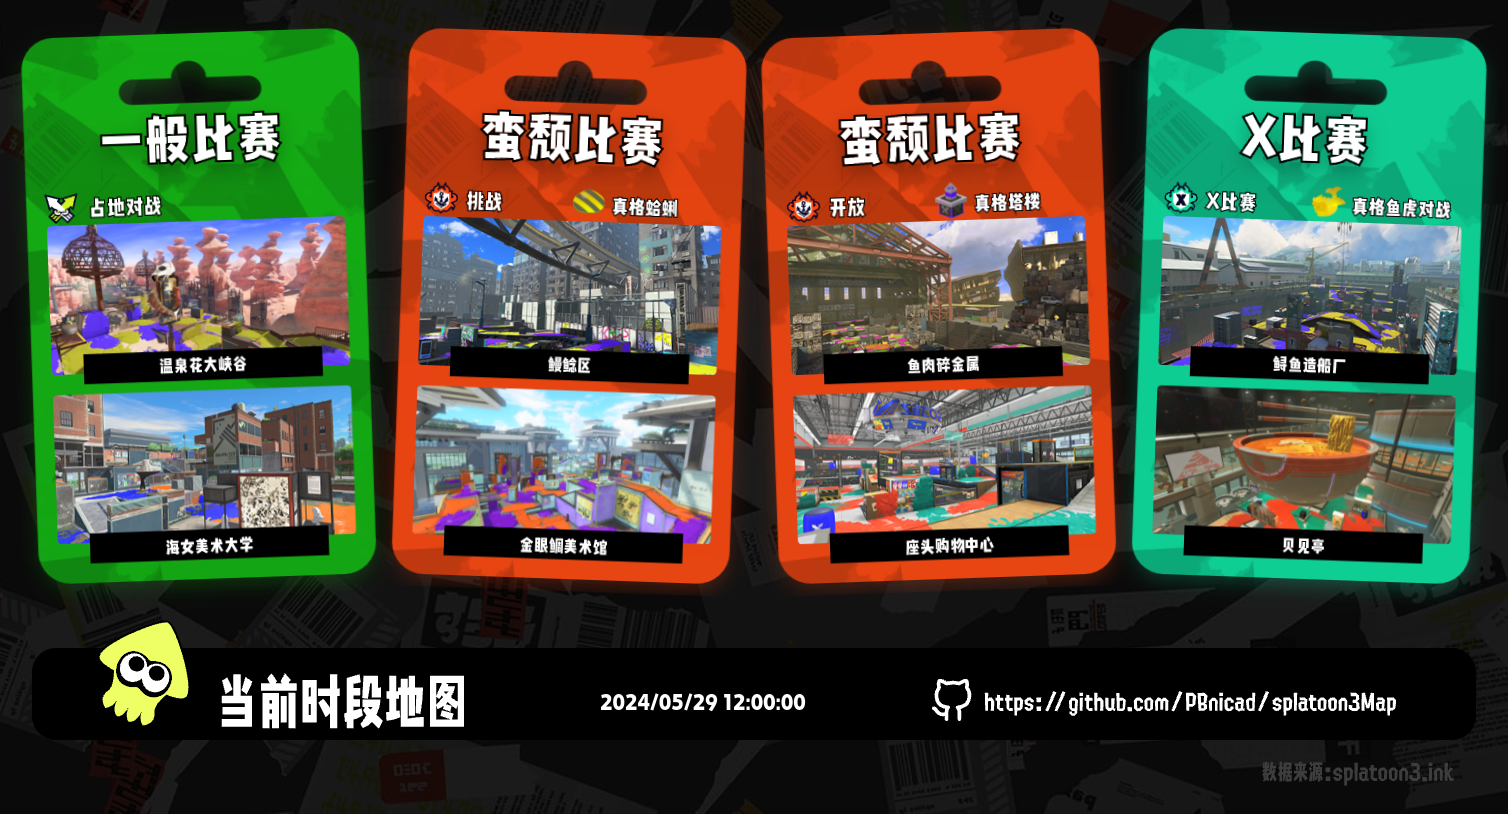 一般比赛
占地对战
温泉花大峡谷
海女美术大学
蛮颓比赛
挑战
真格蛤蜊
鳗鲶区
金眼鲷美术馆
蛮颓比赛
开放
真格塔楼
鱼肉碎金属
座头购物中心
X比赛
X比赛
真格鱼虎对战
鲟鱼造船厂
贝见亭
当前时段地图
2024/05/29 12:00:00
https://github.com/PBnicad/splatoon3Map
数据来源:splatoon3.ink